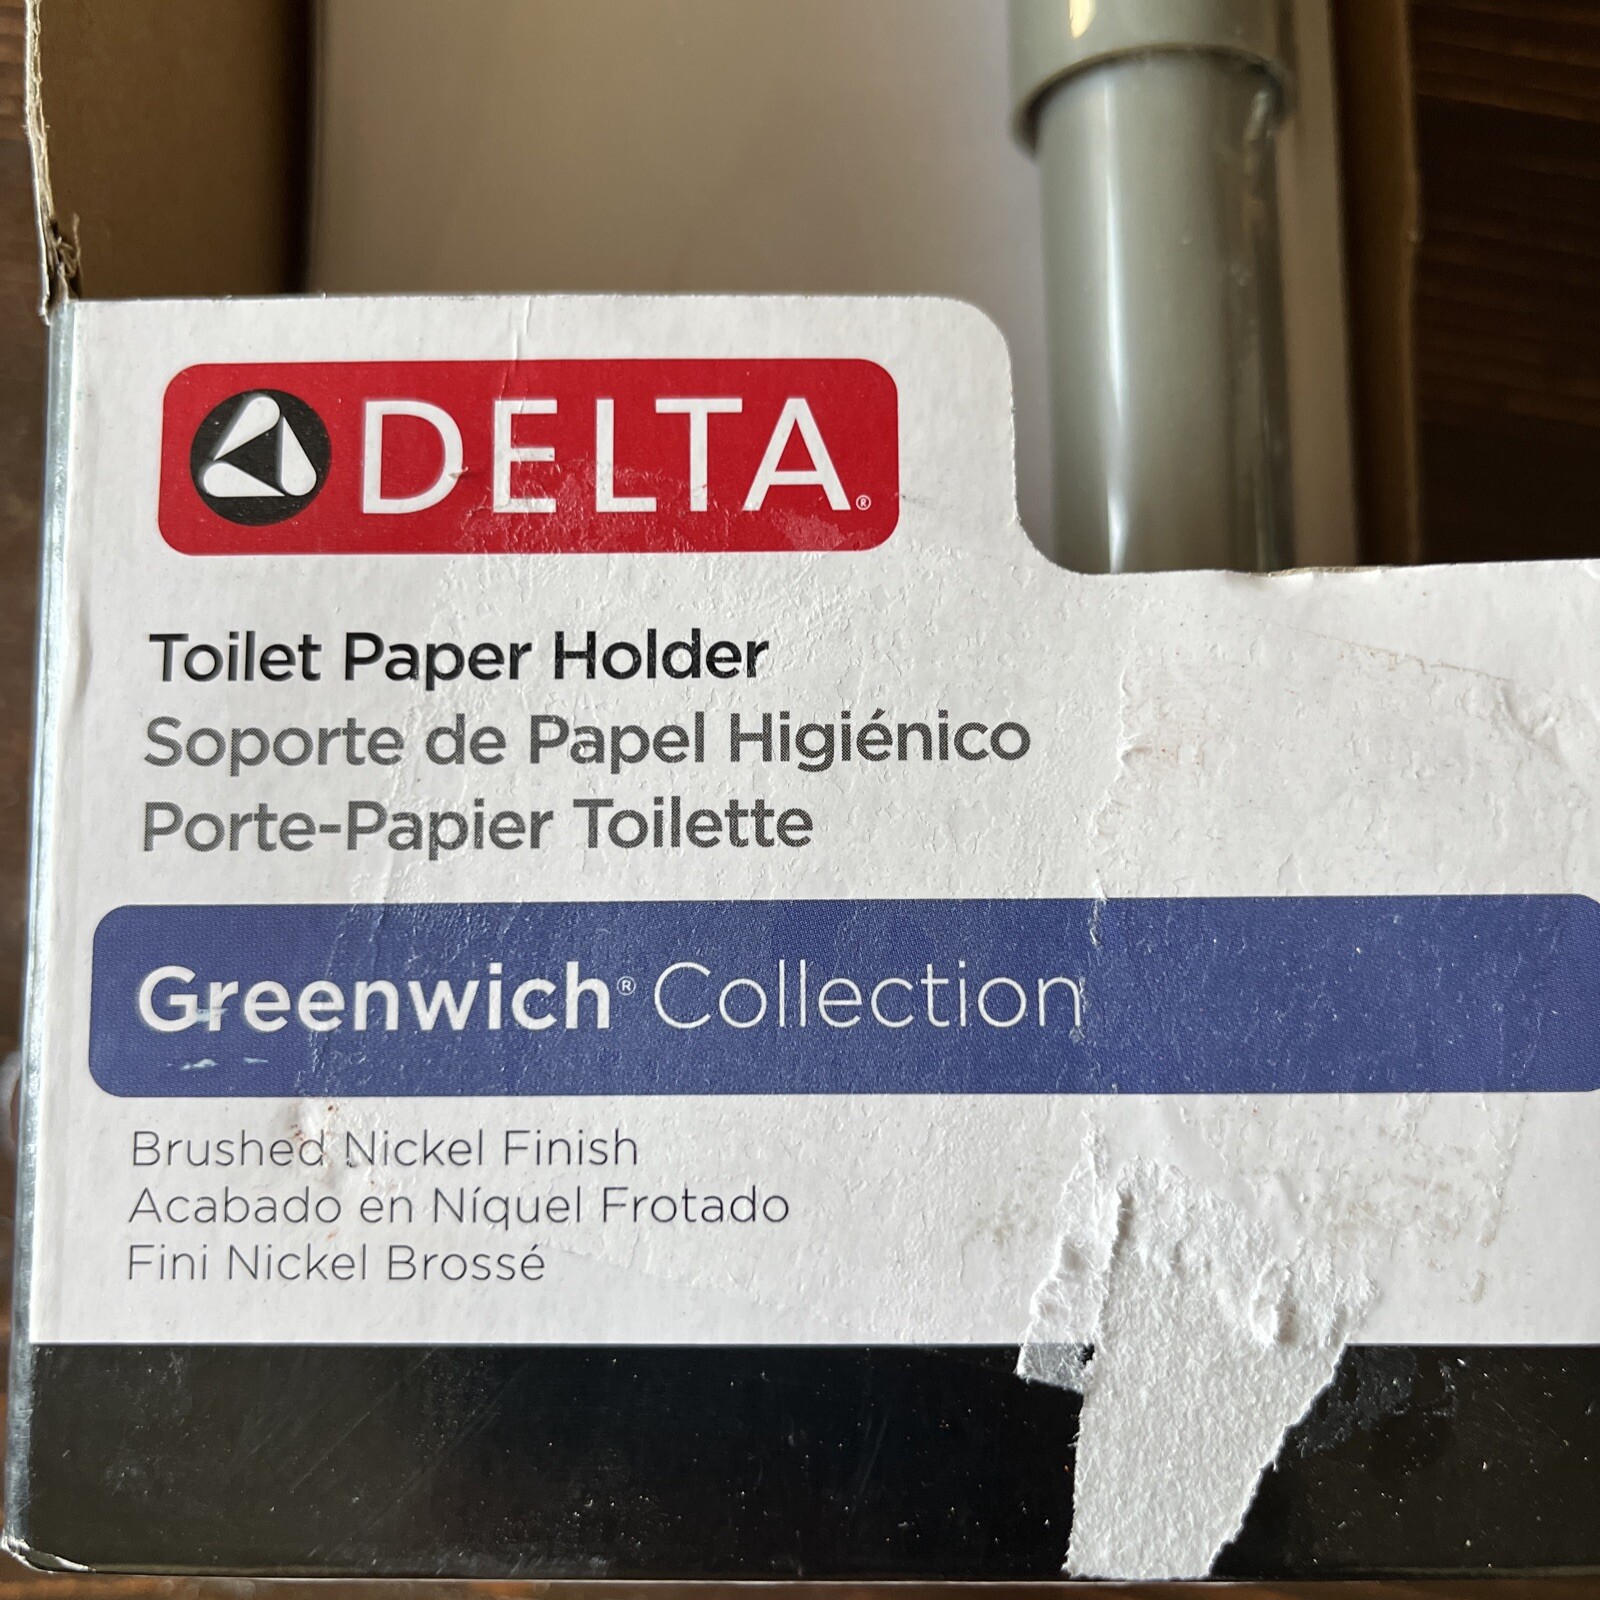 DELTA®
Toilet Paper Holder
Soporte de Papel Higiénico
Porte-Papier Toilette
Greenwich® Collection
Brushed Nickel Finish
Acabado en Níquel Frotado
Fini Nickel Brossé